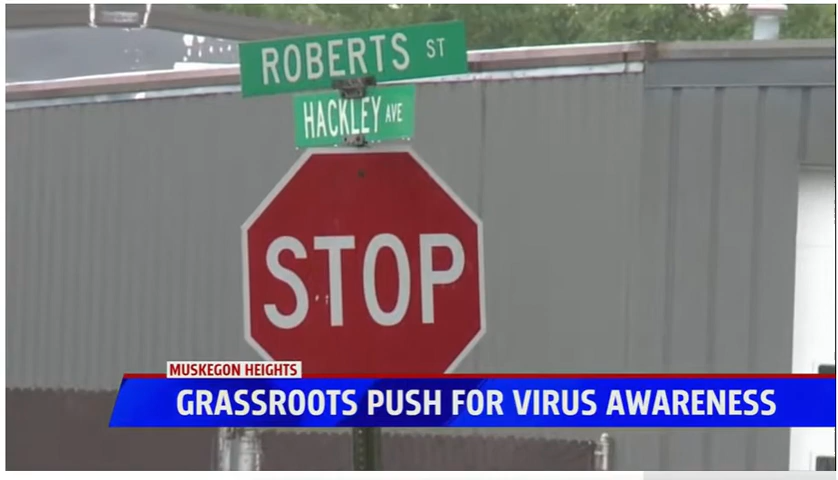 ROBERTS ST
HACKLEY AVE
STOP
MUSKEGON HEIGHTS
GRASSROOTS PUSH FOR VIRUS AWARENESS